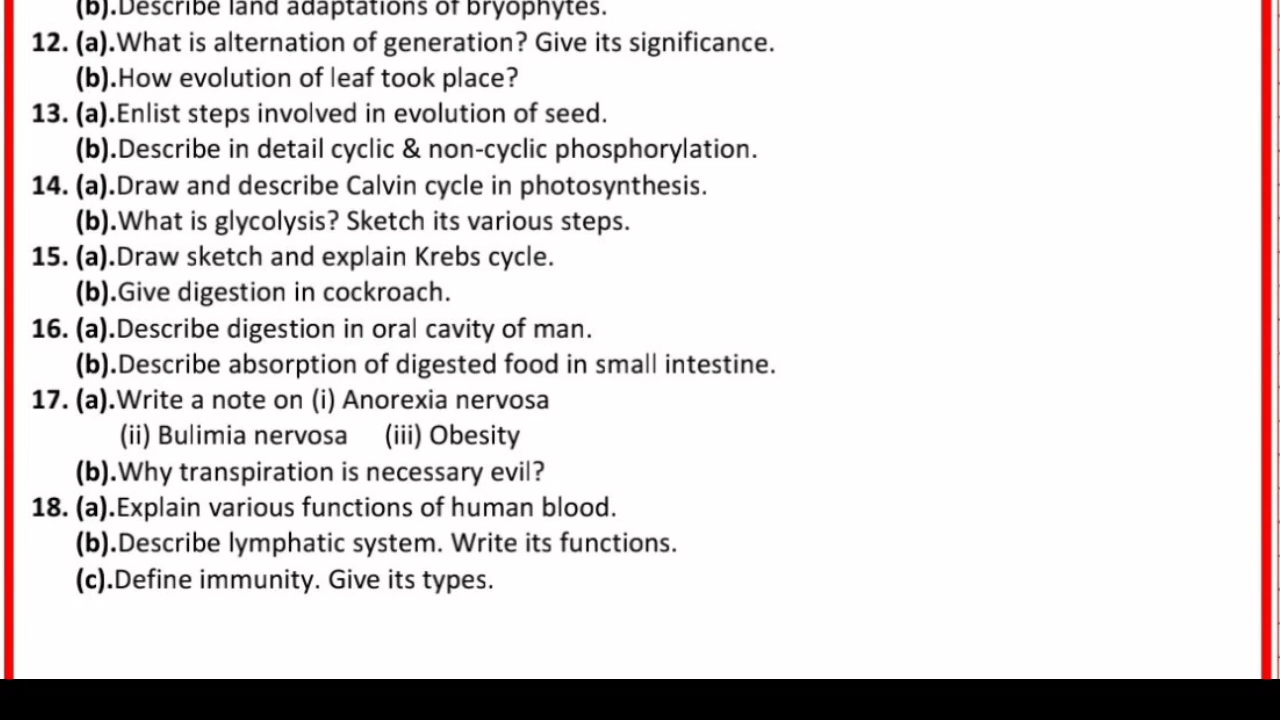 (b).Describe land adaptations of bryophytes.
12. (a).What is alternation of generation? Give its significance.
(b).How evolution of leaf took place?
13. (a).Enlist steps involved in evolution of seed.
(b).Describe in detail cyclic & non-cyclic phosphorylation.
14. (a).Draw and describe Calvin cycle in photosynthesis.
(b).What is glycolysis? Sketch its various steps.
15. (a).Draw sketch and explain Krebs cycle.
(b).Give digestion in cockroach.
16. (a).Describe digestion in oral cavity of man.
(b).Describe absorption of digested food in small intestine.
17. (a).Write a note on (i) Anorexia nervosa
(ii) Bulimia nervosa (iii) Obesity
(b).Why transpiration is necessary evil?
18. (a).Explain various functions of human blood.
(b).Describe lymphatic system. Write its functions.
(c).Define immunity. Give its types.